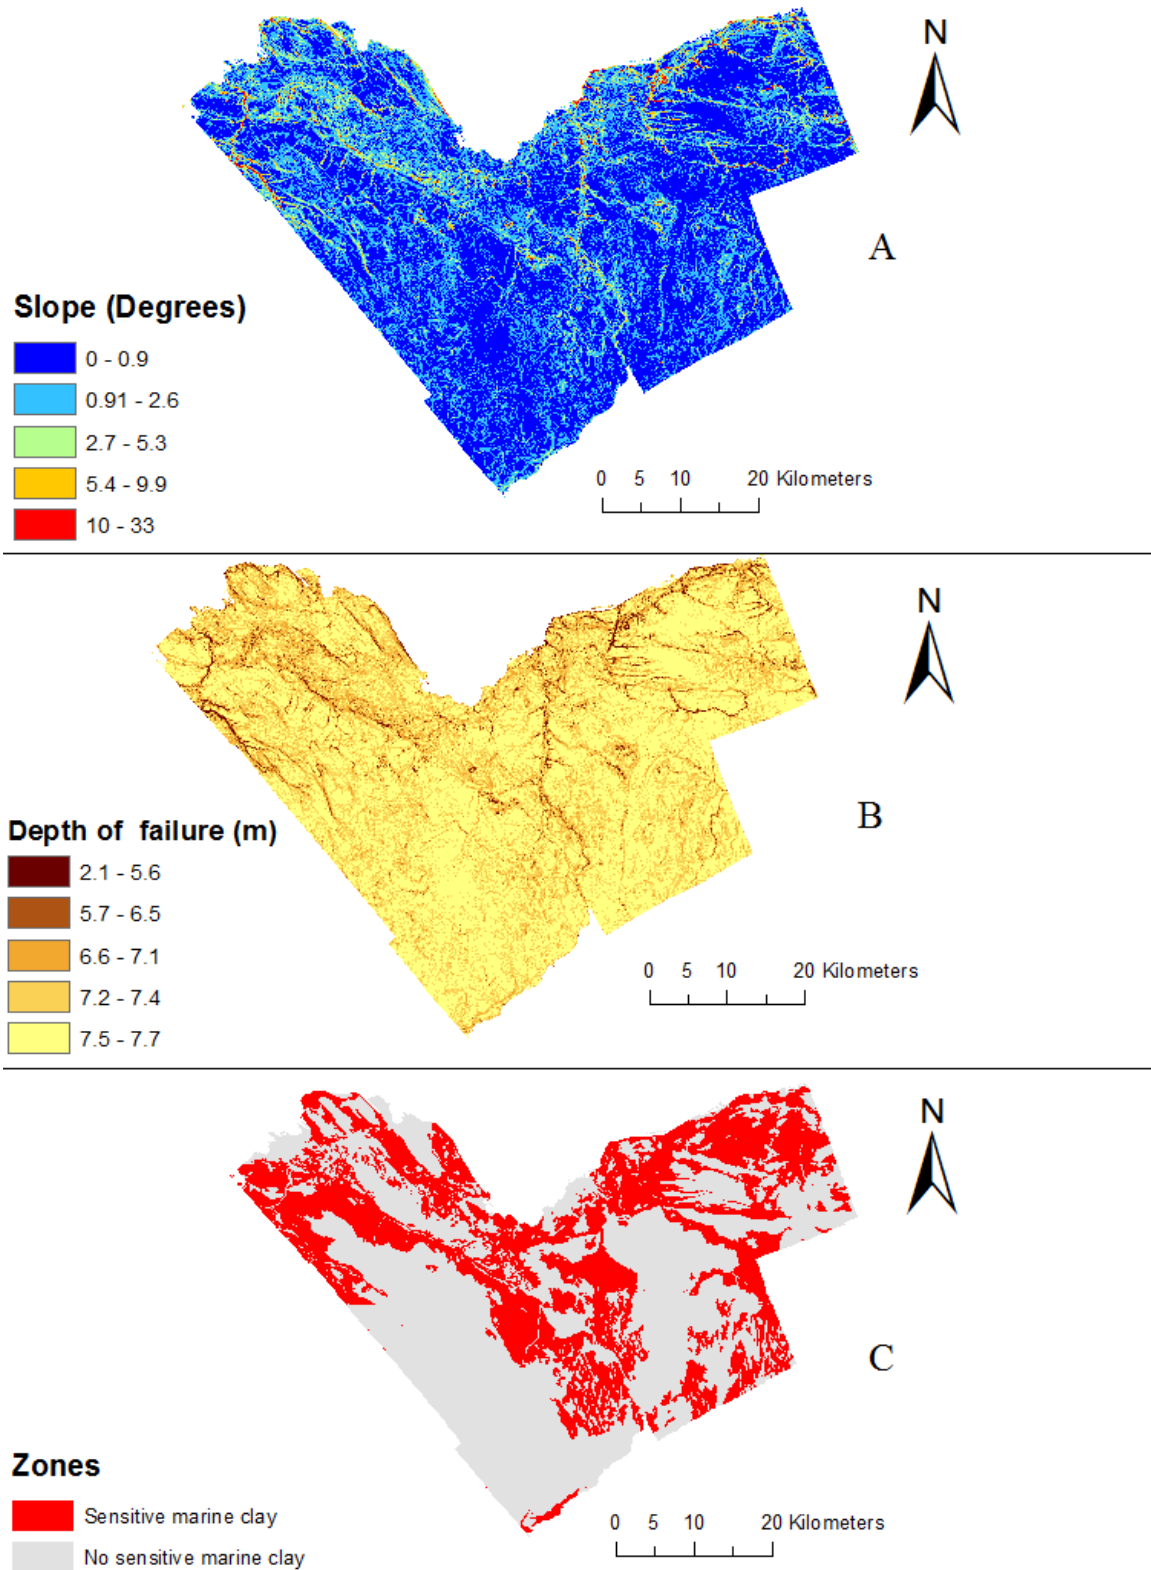 N
A
Slope (Degrees)
0 - 0.9
0.91 - 2.6
2.7 - 5.3
5.4 - 9.9
10 - 33
0 5 10 20 Kilometers
N
B
Depth of failure (m)
2.1 - 5.6
5.7 - 6.5
6.6 - 7.1
7.2 - 7.4
7.5 - 7.7
0 5 10 20 Kilometers
N
C
Zones
Sensitive marine clay
No sensitive marine clay
0 5 10 20 Kilometers